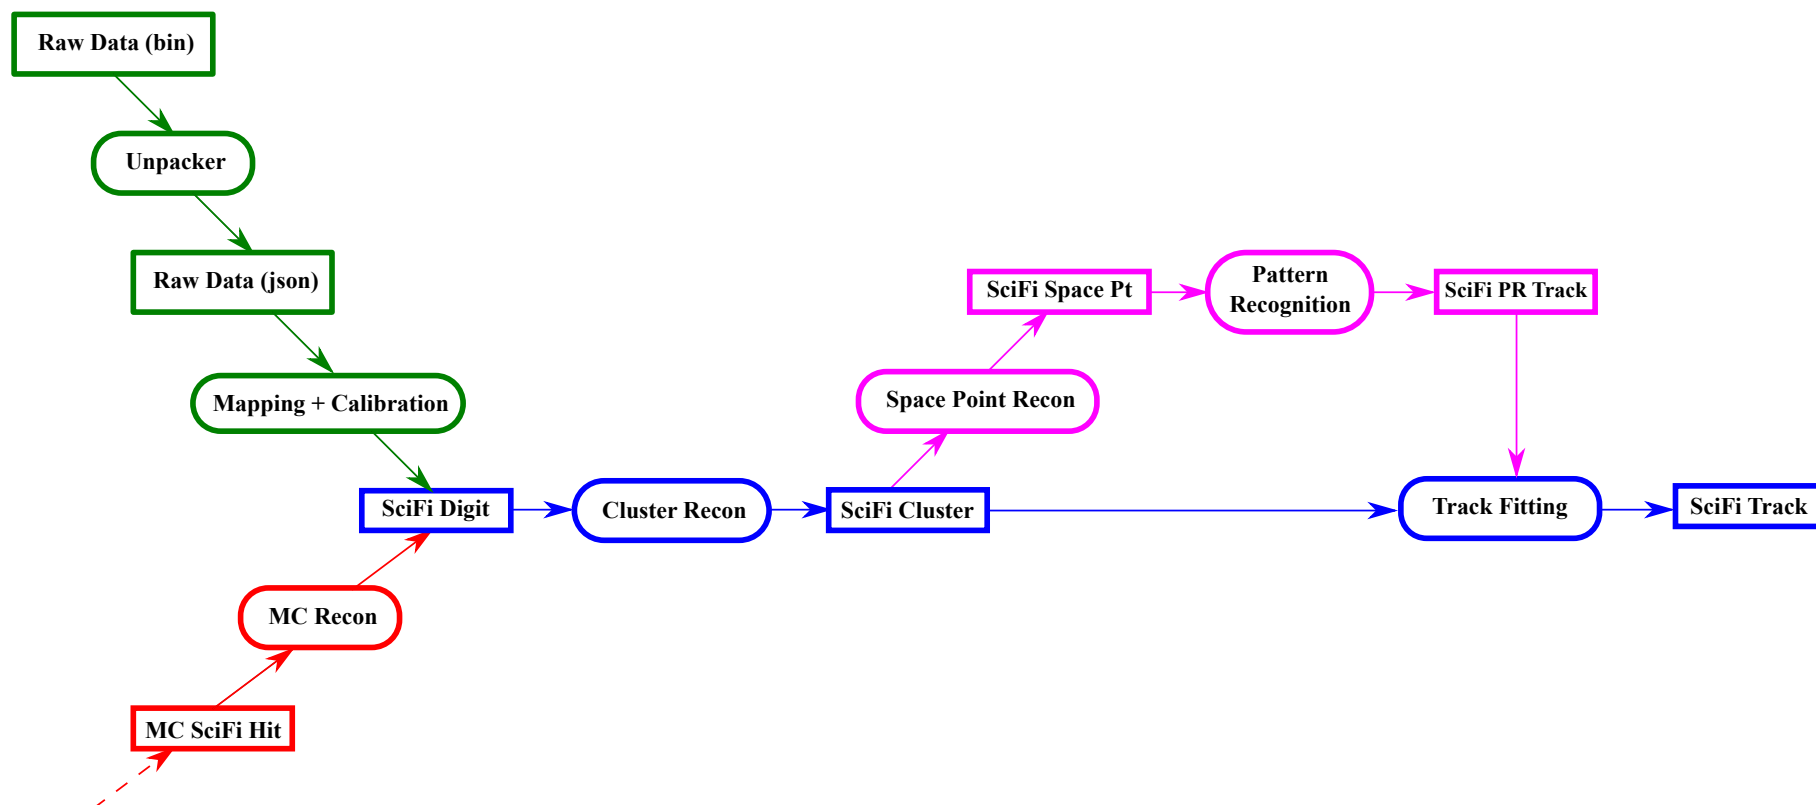 Raw Data (bin)
Unpacker
Raw Data (json)
Mapping + Calibration
SciFi Digit
MC Recon
MC SciFi Hit
Cluster Recon
SciFi Cluster
Space Point Recon
SciFi Space Pt
Pattern
Recognition
SciFi PR Track
Track Fitting
SciFi Track